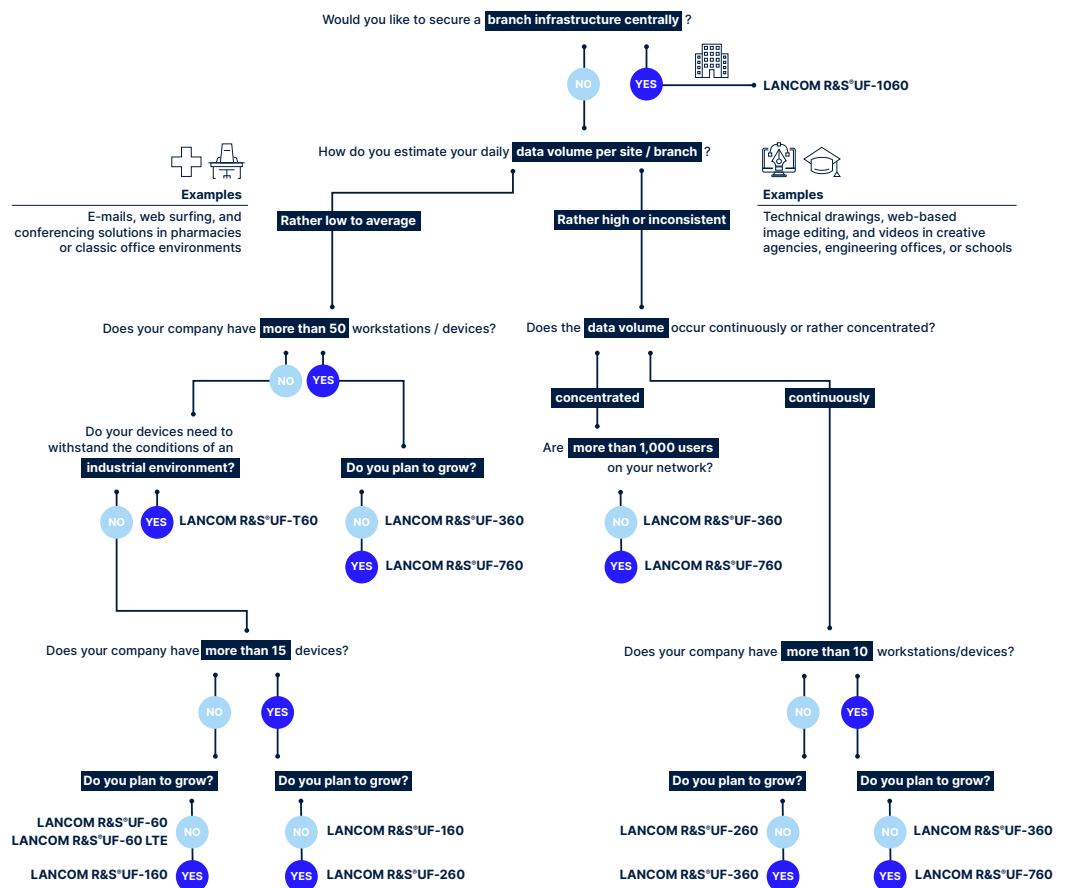 Would you like to secure a branch infrastructure centrally ?
NO
YES
LANCOM R&S®UF-1060
How do you estimate your daily data volume per site / branch ?
Examples
E-mails, web surfing, and
conferencing solutions in pharmacies
or classic office environments
Rather low to average
Rather high or inconsistent
Examples
Technical drawings, web-based
image editing, and videos in creative
agencies, engineering offices, or schools
Does your company have more than 50 workstations / devices?
NO
YES
Does the data volume occur continuously or rather concentrated?
concentrated
continuously
Do your devices need to
withstand the conditions of an
industrial environment?
NO
YES
LANCOM R&S®UF-T60
Do you plan to grow?
NO
LANCOM R&S®UF-360
YES
LANCOM R&S®UF-760
Are more than 1,000 users
on your network?
NO
LANCOM R&S®UF-360
YES
LANCOM R&S®UF-760
Does your company have more than 15 devices?
NO
YES
Do you plan to grow?
LANCOM R&S®UF-60
LANCOM R&S®UF-60 LTE
NO
LANCOM R&S®UF-160
YES
Do you plan to grow?
NO
LANCOM R&S®UF-160
YES
LANCOM R&S®UF-260
Does your company have more than 10 workstations/devices?
NO
YES
Do you plan to grow?
LANCOM R&S®UF-260
NO
LANCOM R&S®UF-360
YES
Do you plan to grow?
NO
LANCOM R&S®UF-360
YES
LANCOM R&S®UF-760